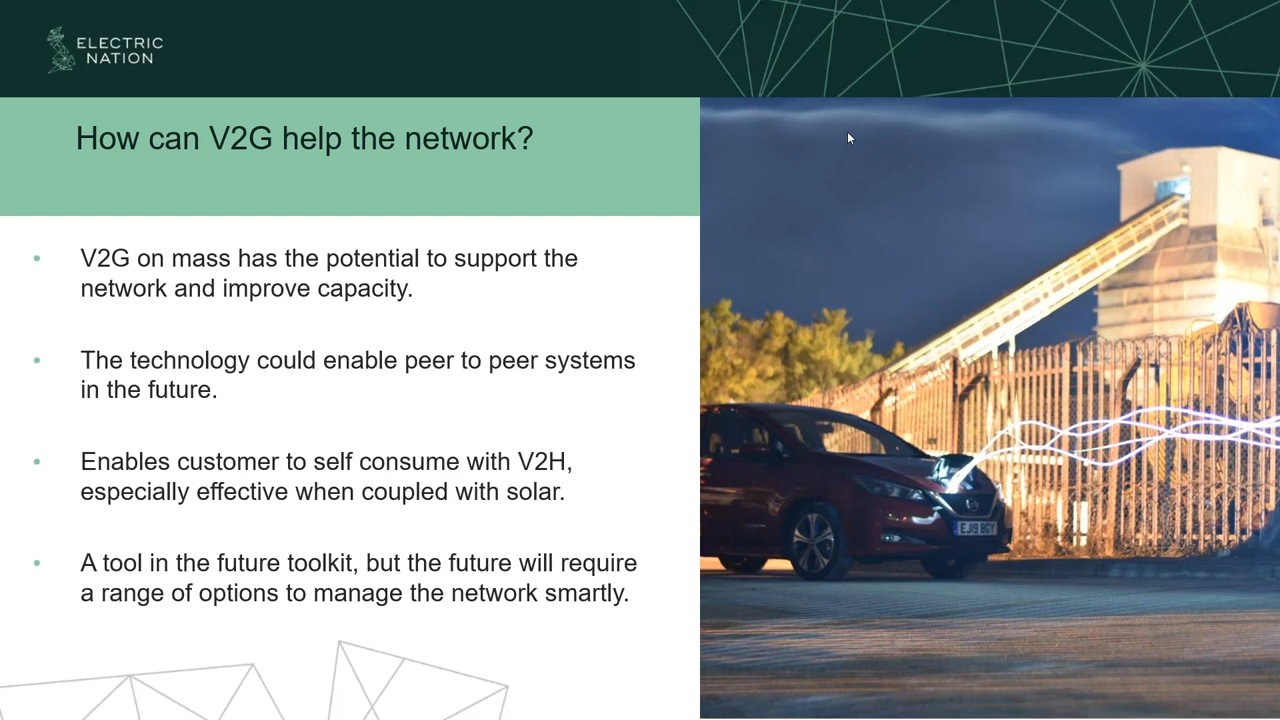 ELECTRIC
NATION
How can V2G help the network?
• V2G on mass has the potential to support the
network and improve capacity.
• The technology could enable peer to peer systems
in the future.
• Enables customer to self consume with V2H,
especially effective when coupled with solar.
• A tool in the future toolkit, but the future will require
a range of options to manage the network smartly.
EJ19 BGY